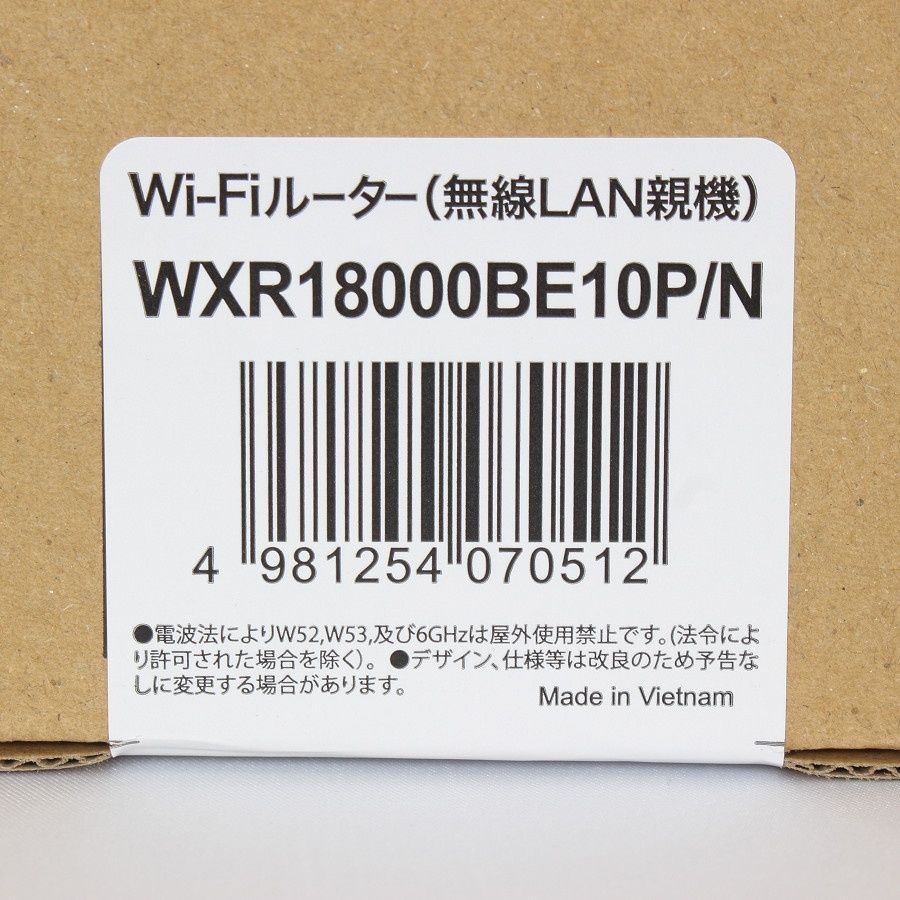 Wi-Fiルーター(無線LAN親機)
WXR18000BE10P/N
4 981254 070512
●電波法によりW52,W53,及び6GHzは屋外使用禁止です。(法令によ
り許可された場合を除く)。 ●デザイン、仕様等は改良のため予告な
しに変更する場合があります。
Made in Vietnam